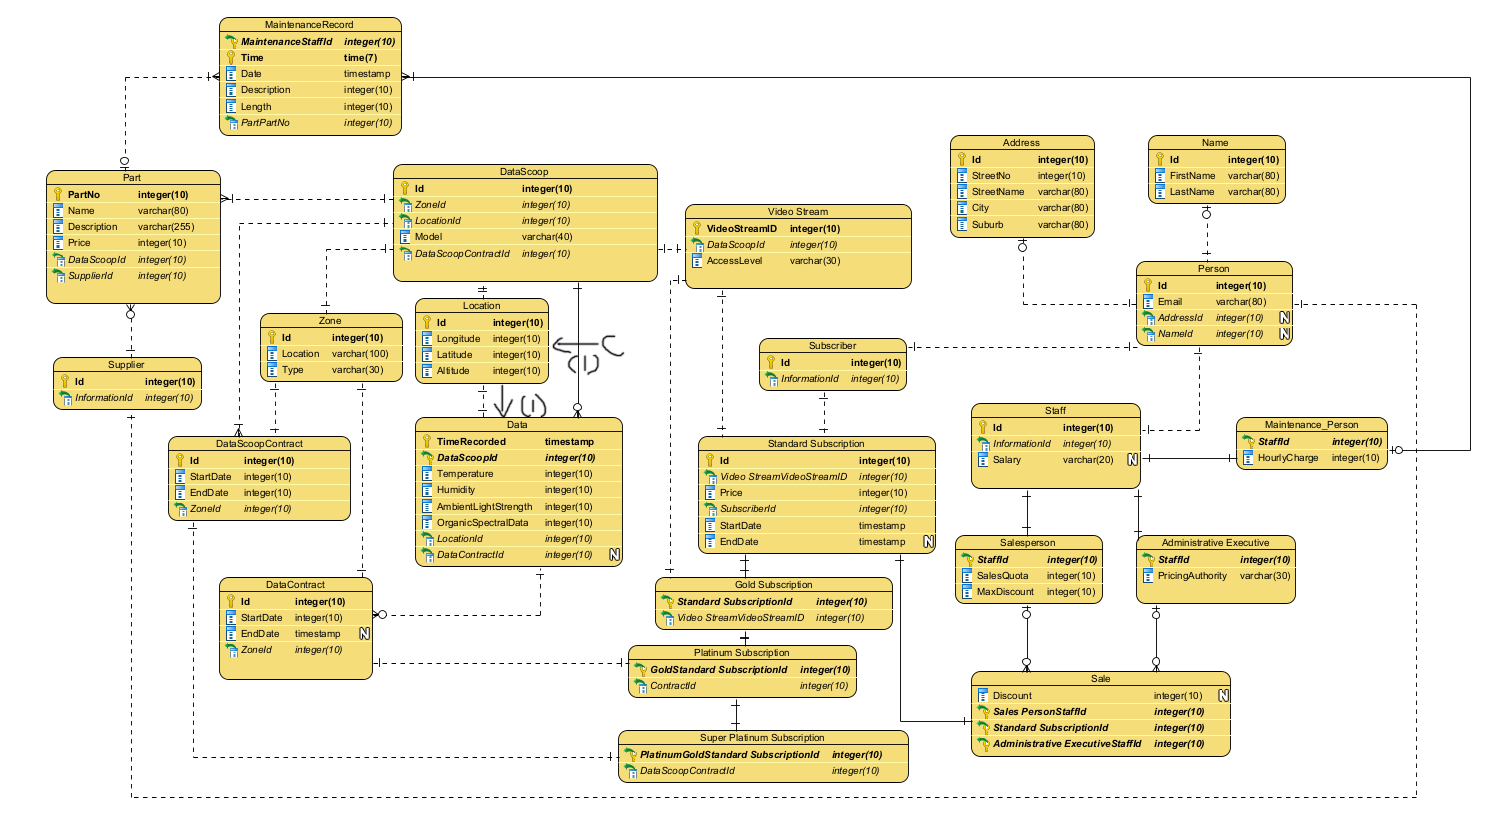 MaintenanceRecord
MaintenanceStaffId integer(10)
Time time(7)
Date timestamp
Description integer(10)
Length integer(10)
PartPartNo integer(10)
Part
PartNo integer(10)
Name varchar(80)
Description varchar(255)
Price integer(10)
DataScoopId integer(10)
SupplierId integer(10)
DataScoop
Id integer(10)
ZoneId integer(10)
LocationId integer(10)
Model varchar(40)
DataScoopContractId integer(10)
Video Stream
VideoStreamID integer(10)
DataScoopId integer(10)
AccessLevel varchar(30)
Address
Id integer(10)
StreetNo integer(10)
StreetName varchar(80)
City varchar(80)
Suburb varchar(80)
Name
Id integer(10)
FirstName varchar(80)
LastName varchar(80)
Person
Id integer(10)
Email varchar(80)
AddressId integer(10) N
NameId integer(10) N
Location
Id integer(10)
Longitude integer(10)
Latitude integer(10)
Altitude integer(10)
(1)
(1)
Zone
Id integer(10)
Location varchar(100)
Type varchar(30)
Supplier
Id integer(10)
InformationId integer(10)
Subscriber
Id integer(10)
InformationId integer(10)
Staff
Id integer(10)
InformationId integer(10)
Salary varchar(20) N
Maintenance_Person
StaffId integer(10)
HourlyCharge integer(10)
DataScoopContract
Id integer(10)
StartDate integer(10)
EndDate integer(10)
ZoneId integer(10)
Data
TimeRecorded timestamp
DataScoopId integer(10)
Temperature integer(10)
Humidity integer(10)
AmbientLightStrength integer(10)
OrganicSpectralData integer(10)
LocationId integer(10)
DataContractId integer(10) N
Standard Subscription
Id integer(10)
Video StreamVideoStreamID integer(10)
Price integer(10)
SubscriberId integer(10)
StartDate timestamp
EndDate timestamp N
Salesperson
StaffId integer(10)
SalesQuota integer(10)
MaxDiscount integer(10)
Administrative Executive
StaffId integer(10)
PricingAuthority varchar(30)
DataContract
Id integer(10)
StartDate integer(10)
EndDate timestamp N
ZoneId integer(10)
Gold Subscription
Standard SubscriptionId integer(10)
Video StreamVideoStreamID integer(10)
Platinum Subscription
GoldStandard SubscriptionId integer(10)
ContractId integer(10)
Super Platinum Subscription
PlatinumGoldStandard SubscriptionId integer(10)
DataScoopContractId integer(10)
Sale
Discount integer(10) N
Sales PersonStaffId integer(10)
Standard SubscriptionId integer(10)
Administrative ExecutiveStaffId integer(10)